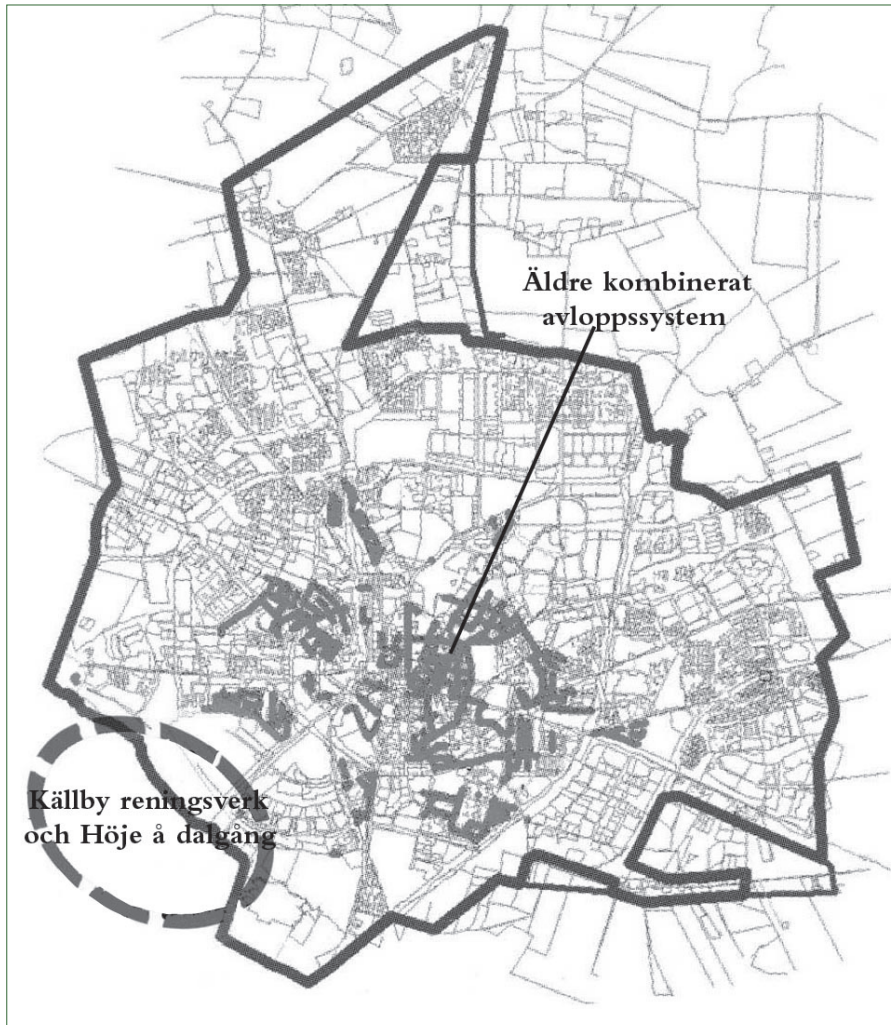 Äldre kombinerat
avloppssystem
Källby reningsverk
och Höje å dalgång